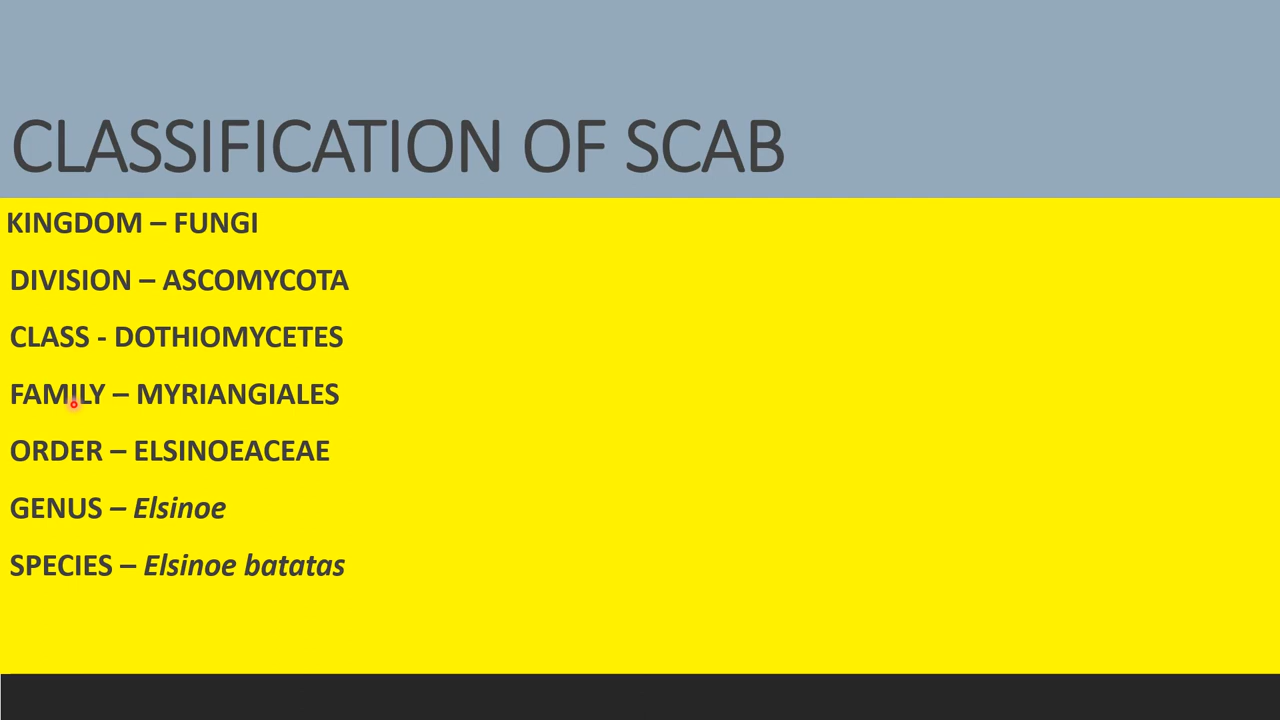 CLASSIFICATION OF SCAB
KINGDOM – FUNGI
DIVISION – ASCOMYCOTA
CLASS - DOTHIOMYCETES
FAMILY – MYRIANGIALES
ORDER – ELSINOEACEAE
GENUS – Elsinoe
SPECIES – Elsinoe batatas